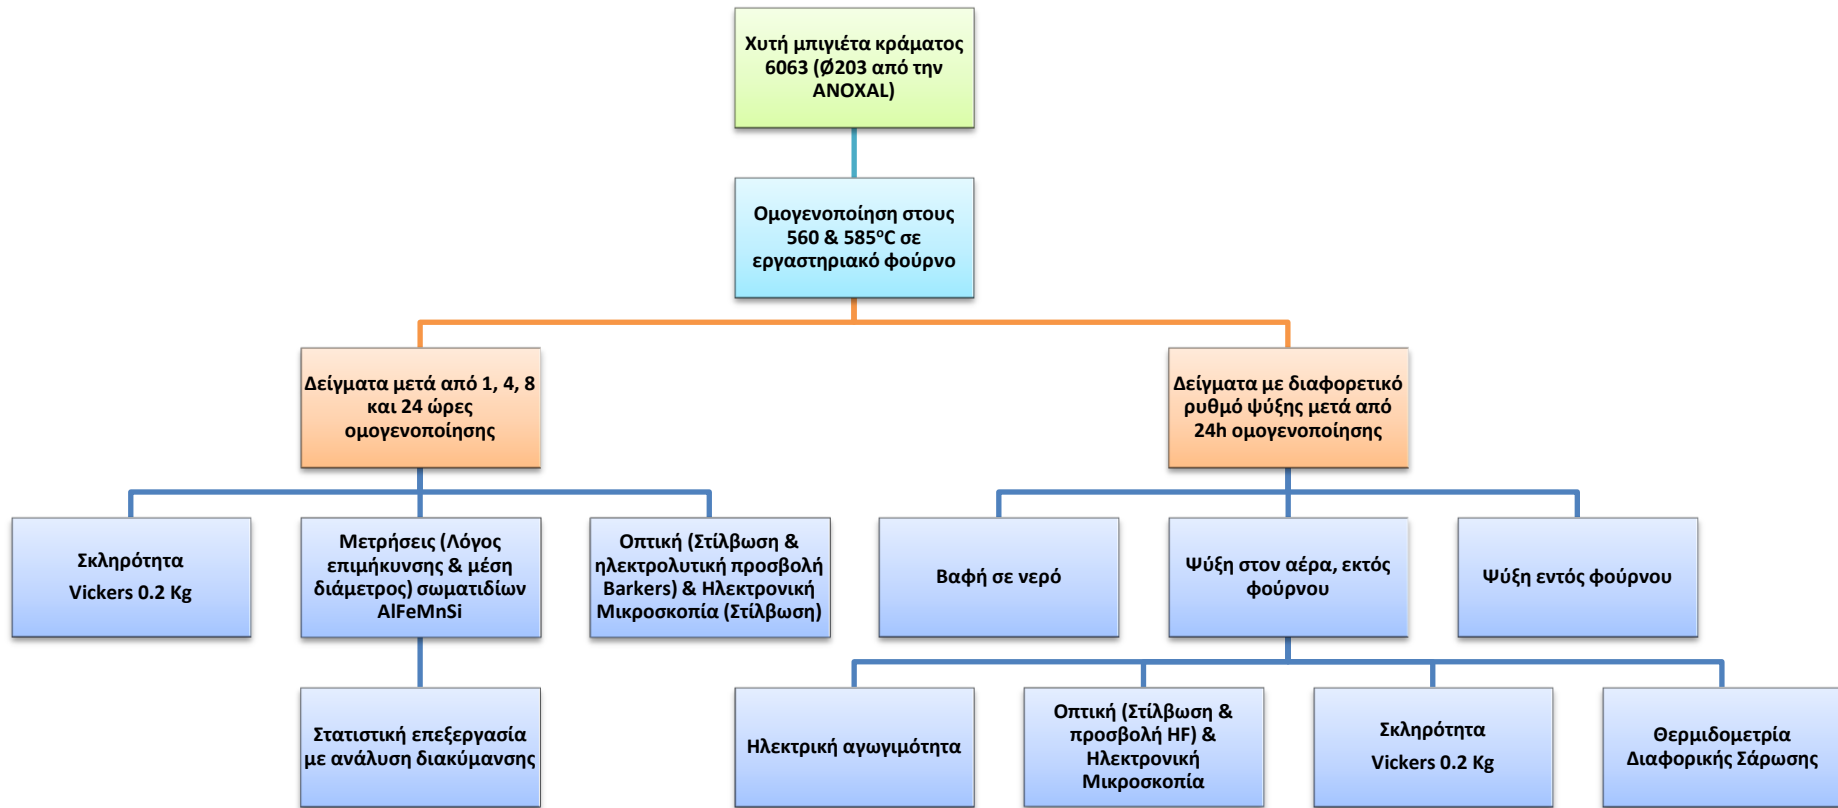 Χυτή μπιγιέτα κράματος
6063 (Ø203 από την
ANOXAL)
Ομογενοποίηση στους
560 & 585°C σε
εργαστηριακό φούρνο
Δείγματα μετά από 1, 4, 8
και 24 ώρες
ομογενοποίησης
Δείγματα με διαφορετικό
ρυθμό ψύξης μετά από
24h ομογενοποίησης
Σκληρότητα
Vickers 0.2 Kg
Μετρήσεις (Λόγος
επιμήκυνσης & μέση
διάμετρος) σωματιδίων
AlFeMnSi
Οπτική (Στίλβωση &
ηλεκτρολυτική προσβολή
Barkers) & Ηλεκτρονική
Μικροσκοπία (Στίλβωση)
Βαφή σε νερό
Ψύξη στον αέρα, εκτός
φούρνου
Ψύξη εντός φούρνου
Στατιστική επεξεργασία
με ανάλυση διακύμανσης
Ηλεκτρική αγωγιμότητα
Οπτική (Στίλβωση &
προσβολή HF) &
Ηλεκτρονική
Μικροσκοπία
Σκληρότητα
Vickers 0.2 Kg
Θερμιδομετρία
Διαφορικής Σάρωσης